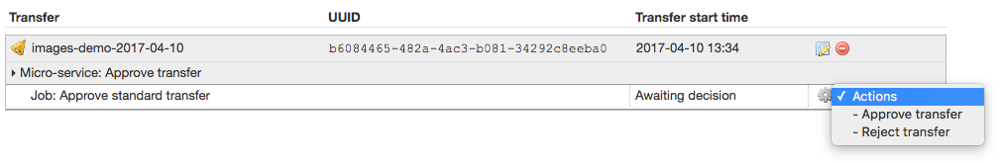 Transfer UUID Transfer start time
images-demo-2017-04-10 b6084465-482a-4ac3-b081-34292c8eeba0 2017-04-10 13:34
Micro-service: Approve transfer
Job: Approve standard transfer Awaiting decision ✓ Actions
- Approve transfer
- Reject transfer